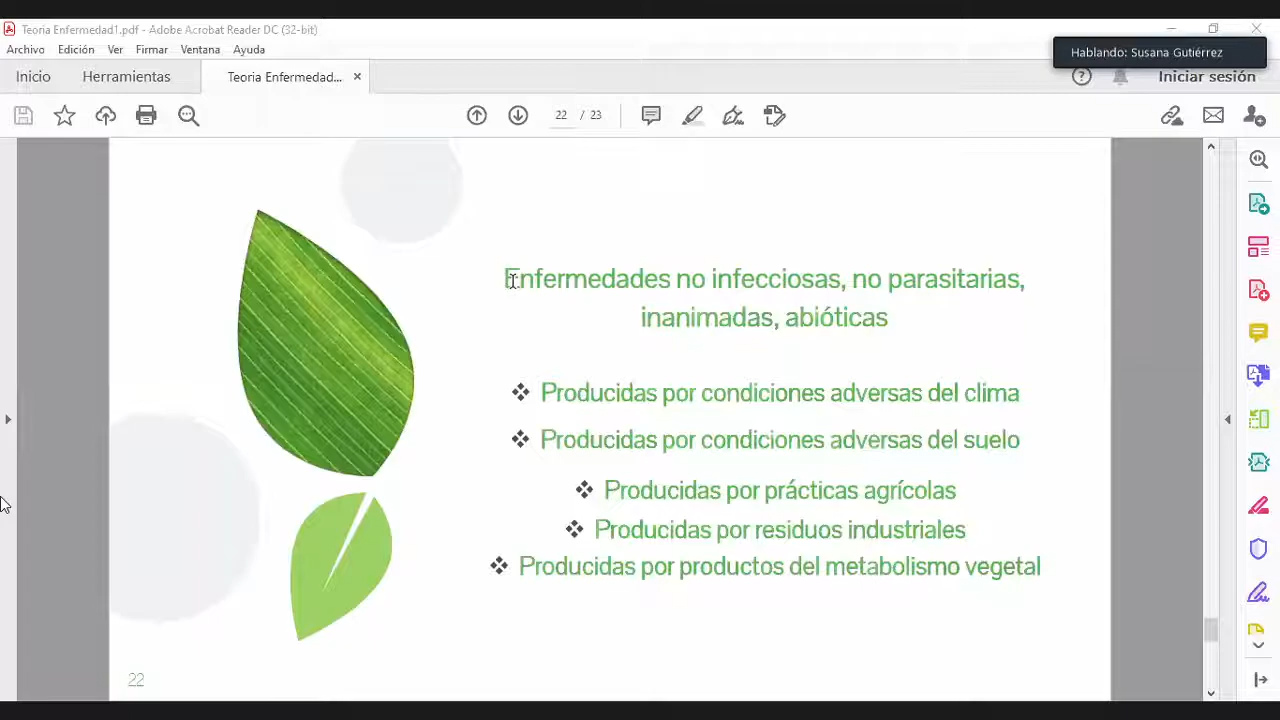 Teoria Enfermedad1.pdf - Adobe Acrobat Reader DC (32-bit)
Archivo Edición Ver Firmar Ventana Ayuda
Hablando: Susana Gutiérrez
Inicio Herramientas Teoria Enfermedad... × Iniciar sesión
22 / 23
Enfermedades no infecciosas, no parasitarias,
inanimadas, abióticas
❖ Producidas por condiciones adversas del clima
❖ Producidas por condiciones adversas del suelo
❖ Producidas por prácticas agrícolas
❖ Producidas por residuos industriales
❖ Producidas por productos del metabolismo vegetal
22